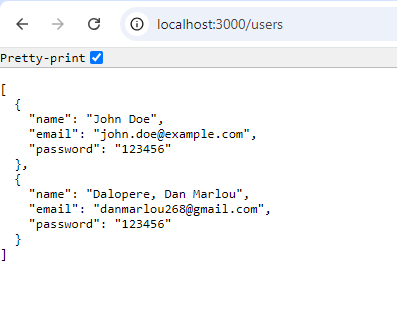 localhost:3000/users
Pretty-print
[
  {
    "name": "John Doe",
    "email": "john.doe@example.com",
    "password": "123456"
  },
  {
    "name": "Dalopere, Dan Marlou",
    "email": "danmarlou268@gmail.com",
    "password": "123456"
  }
]